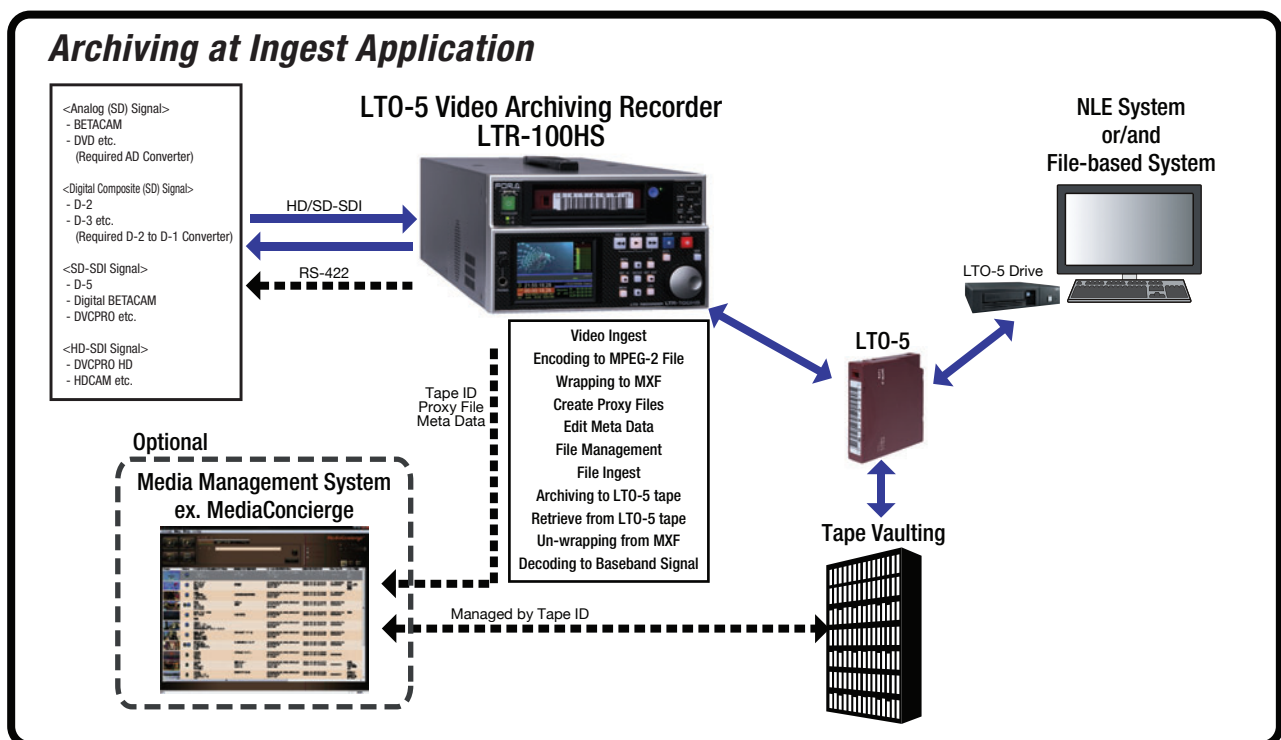 Archiving at Ingest Application
<Analog (SD) Signal>
- BETACAM
- DVD etc.
(Required AD Converter)
<Digital Composite (SD) Signal>
- D-2
- D-3 etc.
(Required D-2 to D-1 Converter)
<SD-SDI Signal>
- D-5
- Digital BETACAM
- DVCPRO etc.
<HD-SDI Signal>
- DVCPRO HD
- HDCAM etc.
HD/SD-SDI
RS-422
LTO-5 Video Archiving Recorder
LTR-100HS
FOR.A
LTR-100HS
NLE System
or/and
File-based System
LTO-5 Drive
LTO-5
Video Ingest
Encoding to MPEG-2 File
Wrapping to MXF
Create Proxy Files
Edit Meta Data
File Management
File Ingest
Archiving to LTO-5 tape
Retrieve from LTO-5 tape
Un-wrapping from MXF
Decoding to Baseband Signal
Tape ID
Proxy File
Meta Data
Optional
Media Management System
ex. MediaConcierge
MediaConcierge
Managed by Tape ID
Tape Vaulting